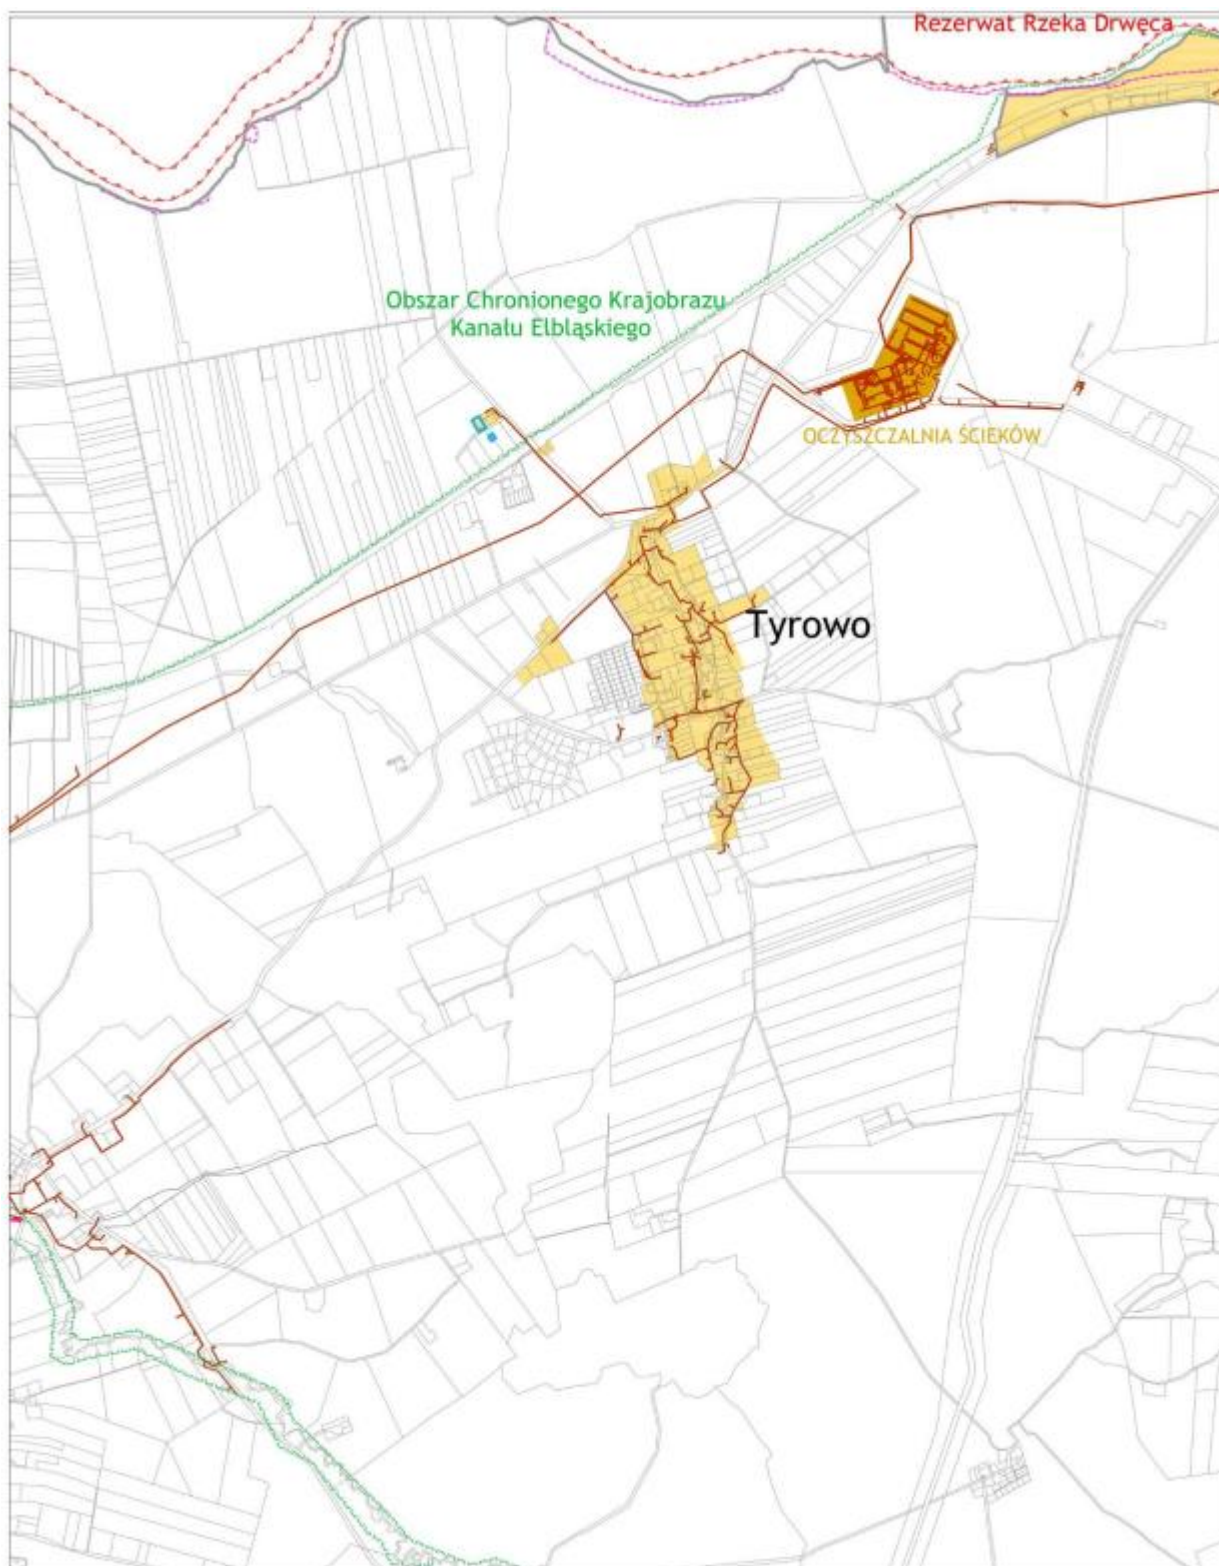 Rezerwat Rzeka Drwęca
Obszar Chronionego Krajobrazu
Kanału Elbląskiego
OCZYSZCZALNIA ŚCIEKÓW
Tyrowo